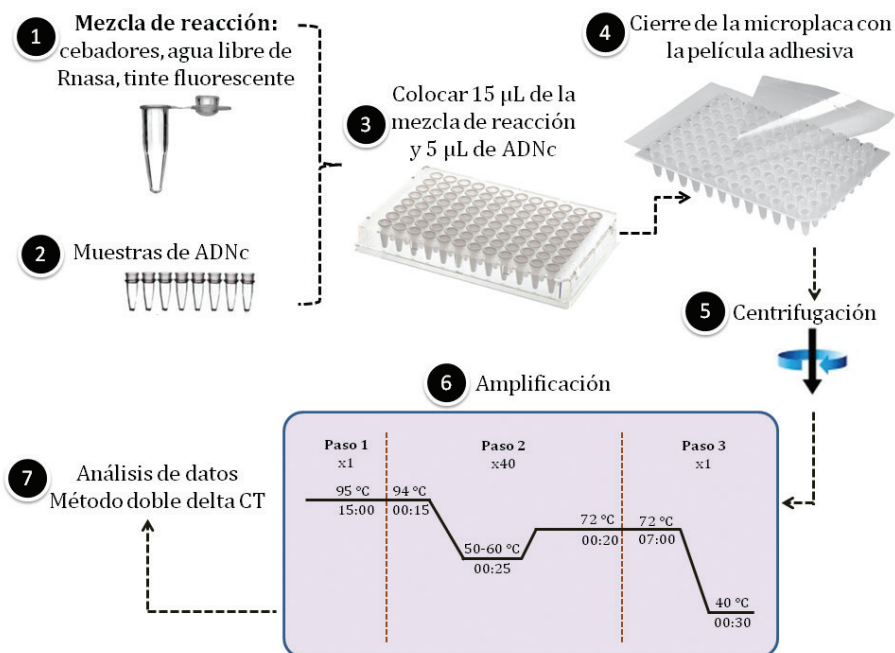 1
Mezcla de reacción:
cebadores, agua libre de
Rnasa, tinte fluorescente
2
Muestras de ADNc
3
Colocar 15 µL de la
mezcla de reacción
y 5 µL de ADNc
4
Cierre de la microplaca con
la película adhesiva
5
Centrifugación
6
Amplificación
Paso 1
x1
95 °C
15:00
Paso 2
x40
94 °C
00:15
50-60 °C
00:25
72 °C
00:20
Paso 3
x1
72 °C
07:00
40 °C
00:30
7
Análisis de datos
Método doble delta CT